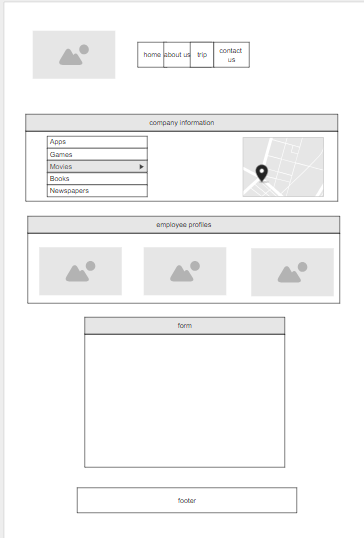 home about us trip contact
us
company information
Apps
Games
Movies
Books
Newspapers
employee profiles
form
footer